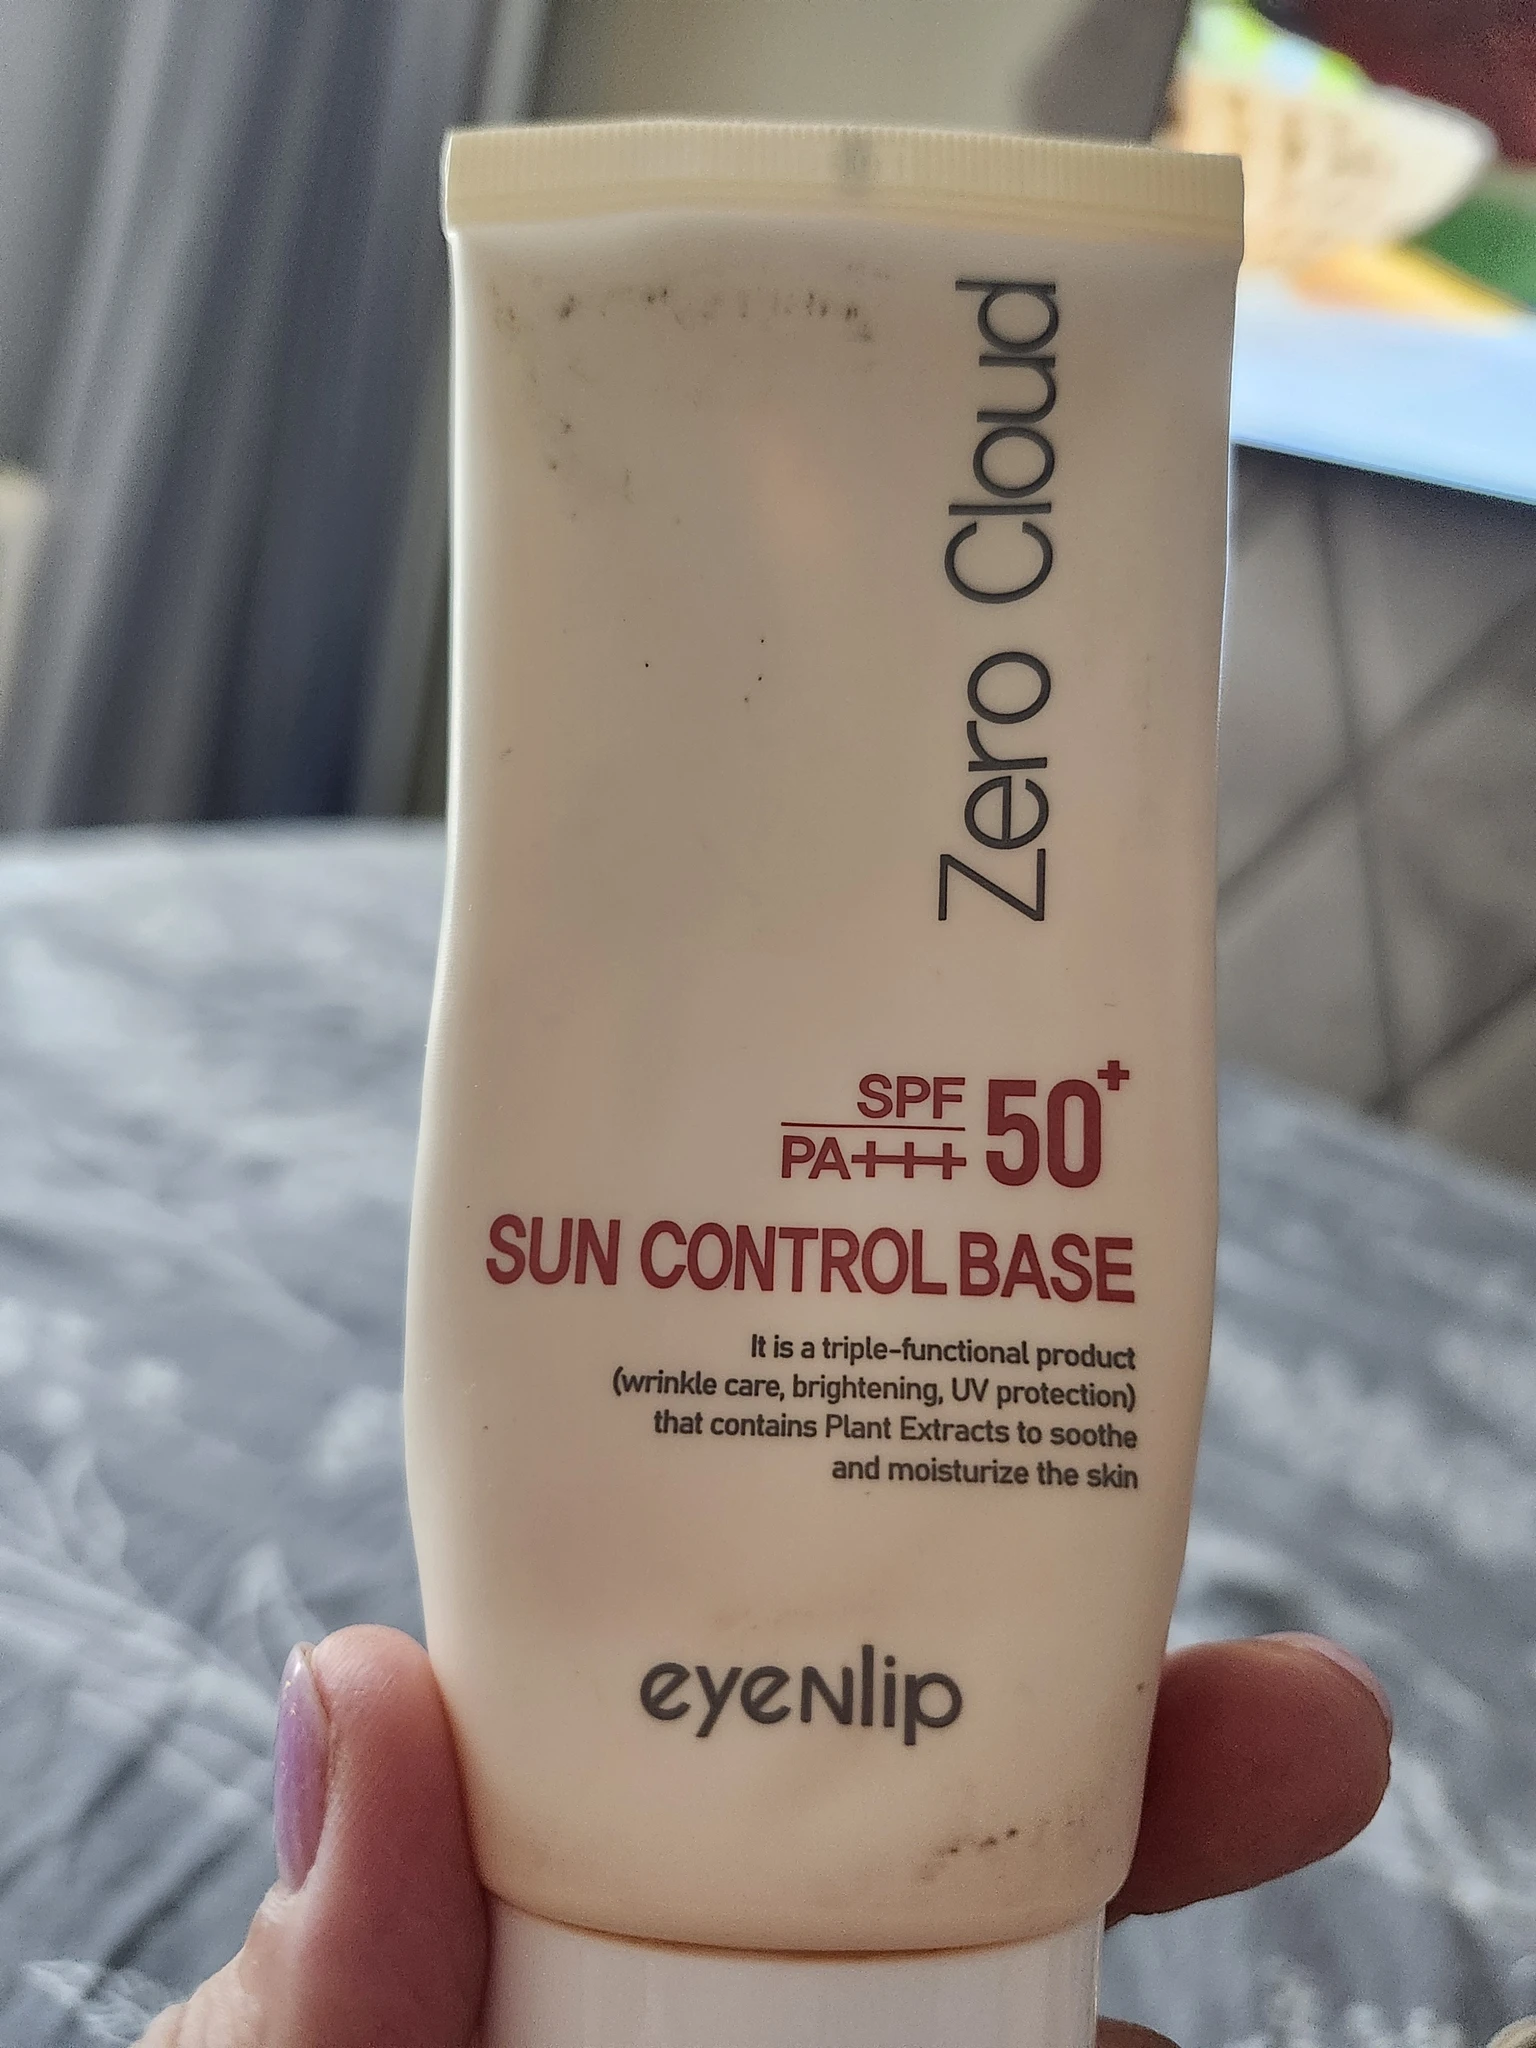 Zero Cloud
SPF 50+
PA+++
SUN CONTROL BASE
It is a triple-functional product
(wrinkle care, brightening, UV protection)
that contains Plant Extracts to soothe
and moisturize the skin
eyeNlip